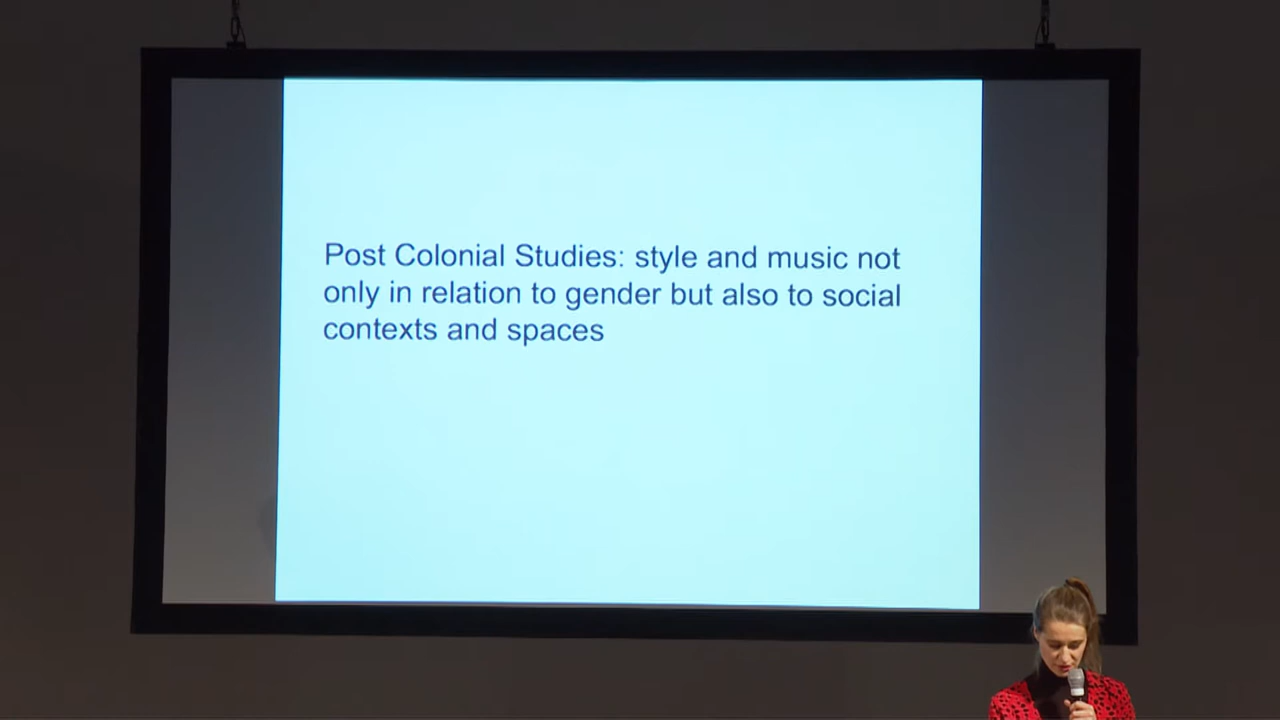 Post Colonial Studies: style and music not
only in relation to gender but also to social
contexts and spaces